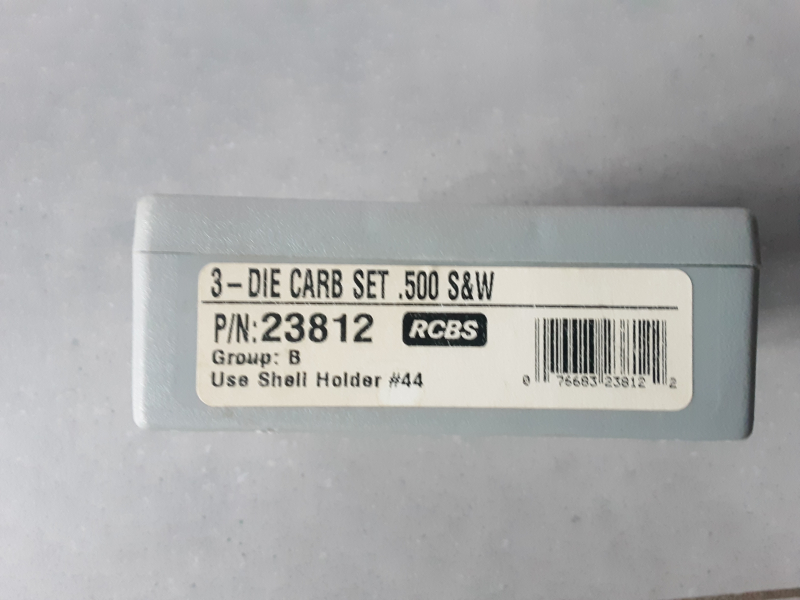 3-DIE CARB SET .500 S&W
P/N: 23812 RCBS
Group: B
Use Shell Holder #44
0 76683 23812 2